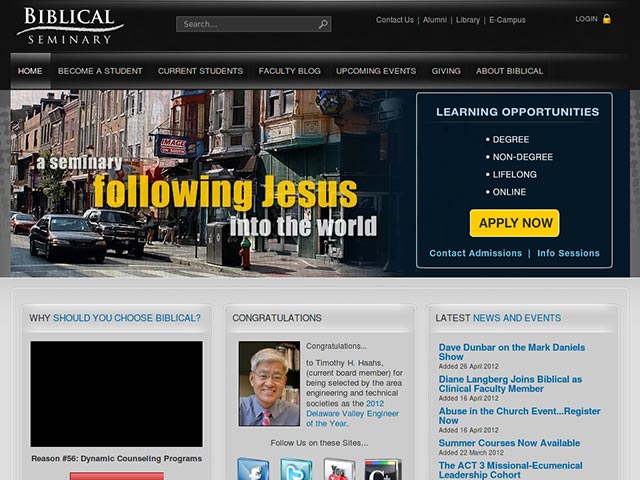 BIBLICAL
SEMINARY
Search...
Contact Us | Alumni | Library | E-Campus
LOGIN
HOME BECOME A STUDENT CURRENT STUDENTS FACULTY BLOG UPCOMING EVENTS GIVING ABOUT BIBLICAL
IMAGE
a seminary
following Jesus
into the world
LEARNING OPPORTUNITIES
• DEGREE
• NON-DEGREE
• LIFELONG
• ONLINE
APPLY NOW
Contact Admissions | Info Sessions
WHY SHOULD YOU CHOOSE BIBLICAL?
Reason #56: Dynamic Counseling Programs
CONGRATULATIONS
Congratulations...
to Timothy H. Haahs,
(current board member) for
being selected by the area
engineering and technical
societies as the 2012
Delaware Valley Engineer
of the Year.
Follow Us on these Sites…
You
LATEST NEWS AND EVENTS
Dave Dunbar on the Mark Daniels
Show
Added 26 April 2012
Diane Langberg Joins Biblical as
Clinical Faculty Member
Added 16 April 2012
Abuse in the Church Event...Register
Now
Added 16 April 2012
Summer Courses Now Available
Added 22 March 2012
The ACT 3 Missional-Ecumenical
Leadership Cohort